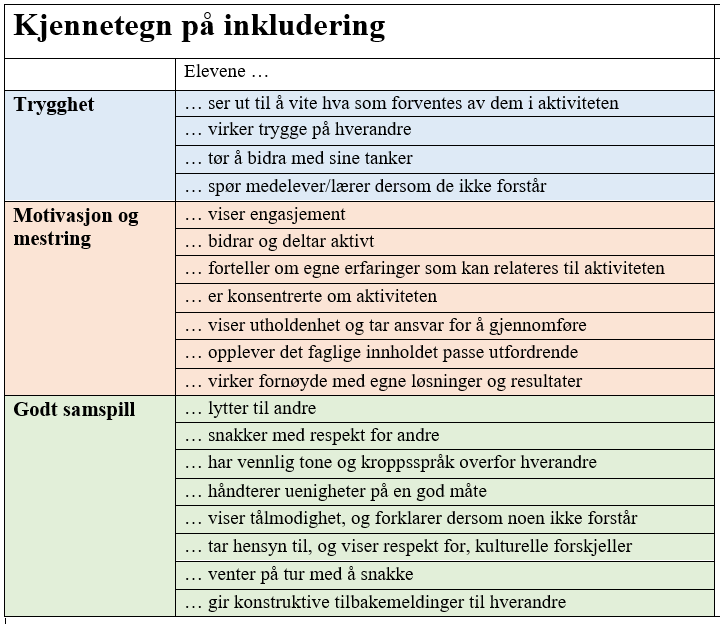 Kjennetegn på inkludering
Elevene …
Trygghet
… ser ut til å vite hva som forventes av dem i aktiviteten
… virker trygge på hverandre
… tør å bidra med sine tanker
… spør medelever/lærer dersom de ikke forstår
Motivasjon og
mestring
… viser engasjement
… bidrar og deltar aktivt
… forteller om egne erfaringer som kan relateres til aktiviteten
… er konsentrerte om aktiviteten
… viser utholdenhet og tar ansvar for å gjennomføre
… opplever det faglige innholdet passe utfordrende
… virker fornøyde med egne løsninger og resultater
Godt samspill
… lytter til andre
… snakker med respekt for andre
… har vennlig tone og kroppsspråk overfor hverandre
… håndterer uenigheter på en god måte
… viser tålmodighet, og forklarer dersom noen ikke forstår
… tar hensyn til, og viser respekt for, kulturelle forskjeller
… venter på tur med å snakke
… gir konstruktive tilbakemeldinger til hverandre